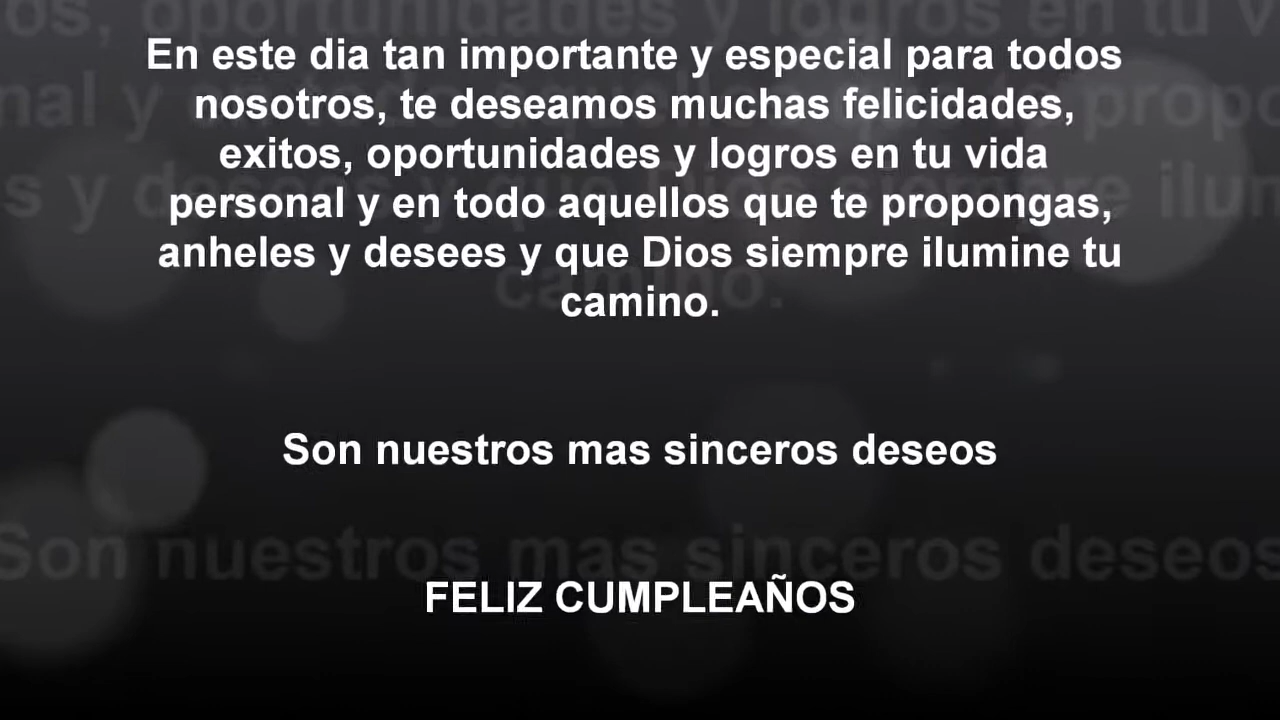 En este dia tan importante y especial para todos
nosotros, te deseamos muchas felicidades,
exitos, oportunidades y logros en tu vida
personal y en todo aquellos que te propongas,
anheles y desees y que Dios siempre ilumine tu
camino.
Son nuestros mas sinceros deseos
FELIZ CUMPLEAÑOS